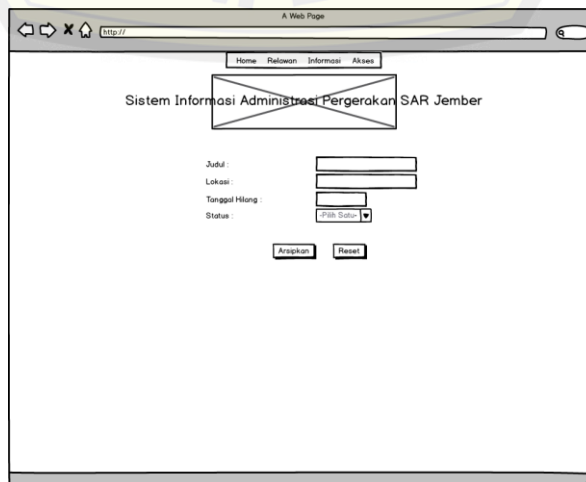 A Web Page
http://
Home Relawan Informasi Akses
Sistem Informasi Administrasi Pergerakan SAR Jember
Judul :
Lokasi :
Tanggal Hilang :
Status : -Pilih Satu-
Arsipkan Reset